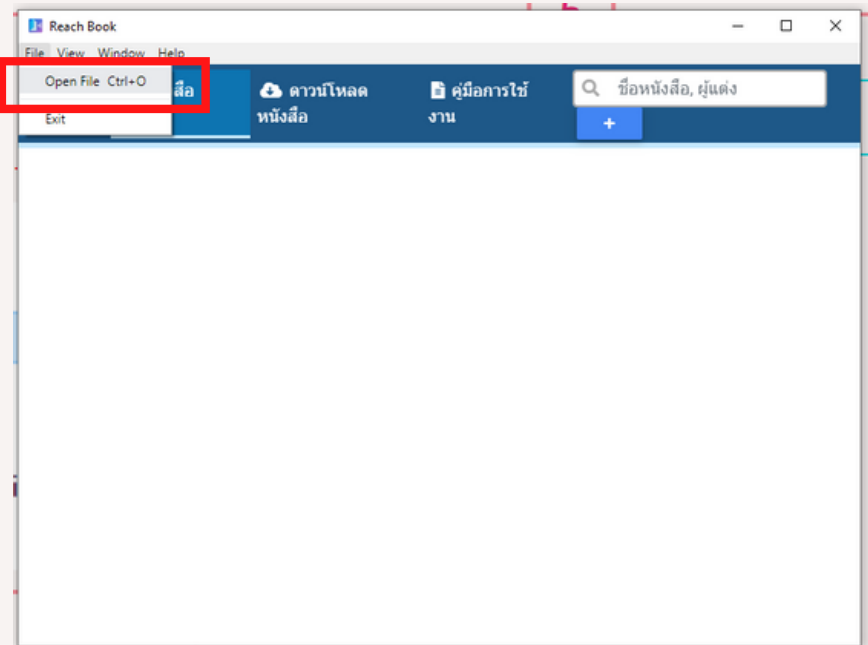 Reach Book
File View Window Help
Open File Ctrl+O
Exit
สือ
ดาวน์โหลด
หนังสือ
คู่มือการใช้
งาน
ชื่อหนังสือ, ผู้แต่ง
+